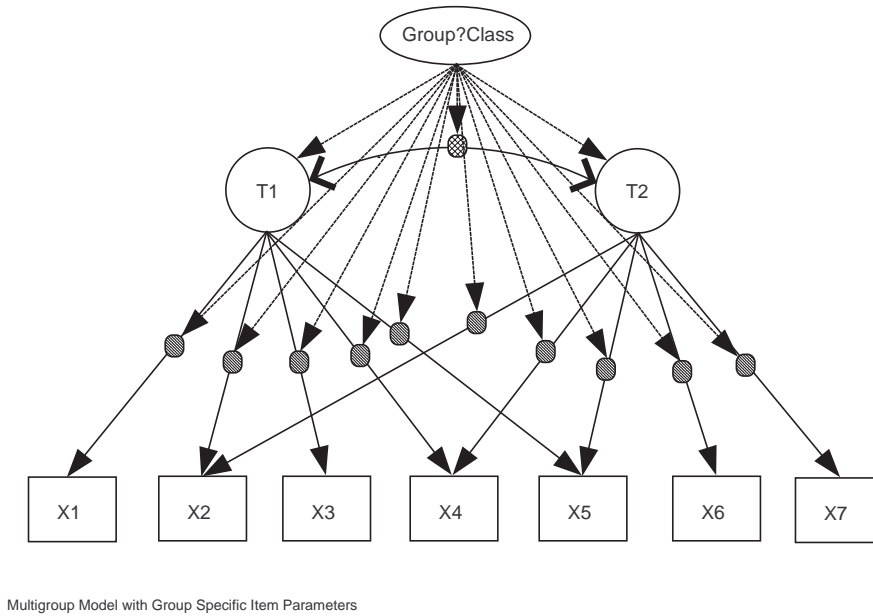 Group?Class
T1
T2
X1
X2
X3
X4
X5
X6
X7
Multigroup Model with Group Specific Item Parameters